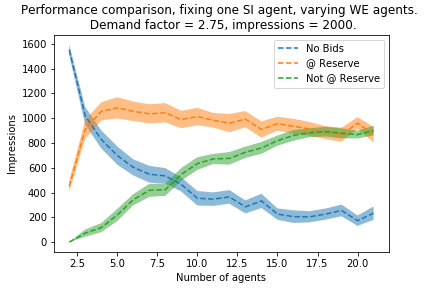 Performance comparison, fixing one SI agent, varying WE agents.
Demand factor = 2.75, impressions = 2000.
1600
1400
1200
1000
800
600
400
200
0
Impressions
No Bids
@ Reserve
Not @ Reserve
2.5 5.0 7.5 10.0 12.5 15.0 17.5 20.0
Number of agents